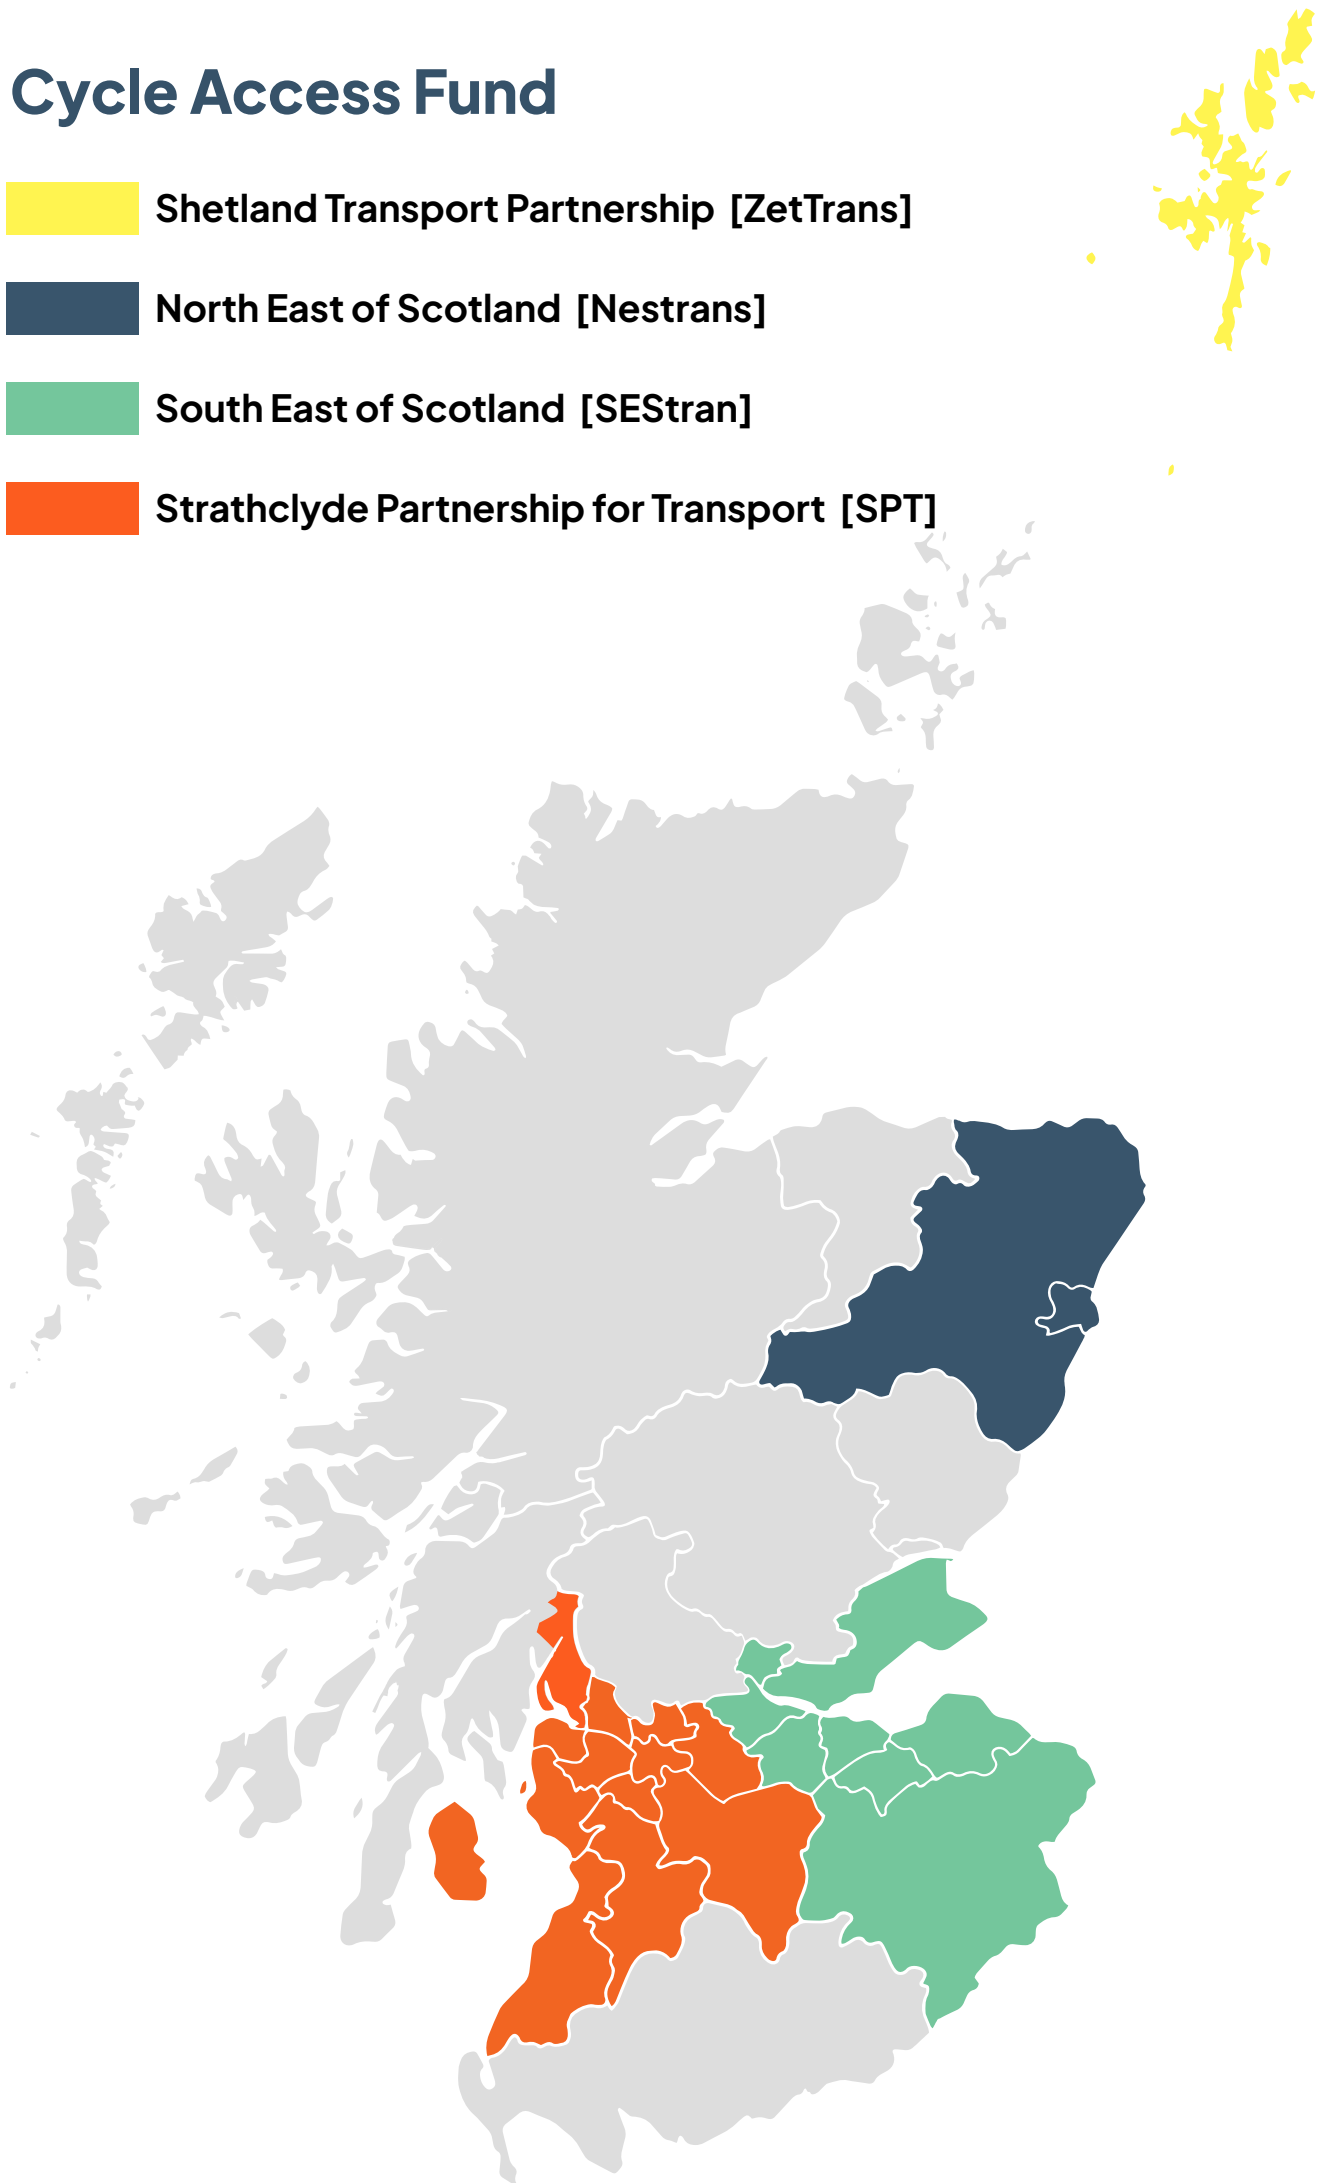 Cycle Access Fund
Shetland Transport Partnership [ZetTrans]
North East of Scotland [Nestrans]
South East of Scotland [SEStran]
Strathclyde Partnership for Transport [SPT]